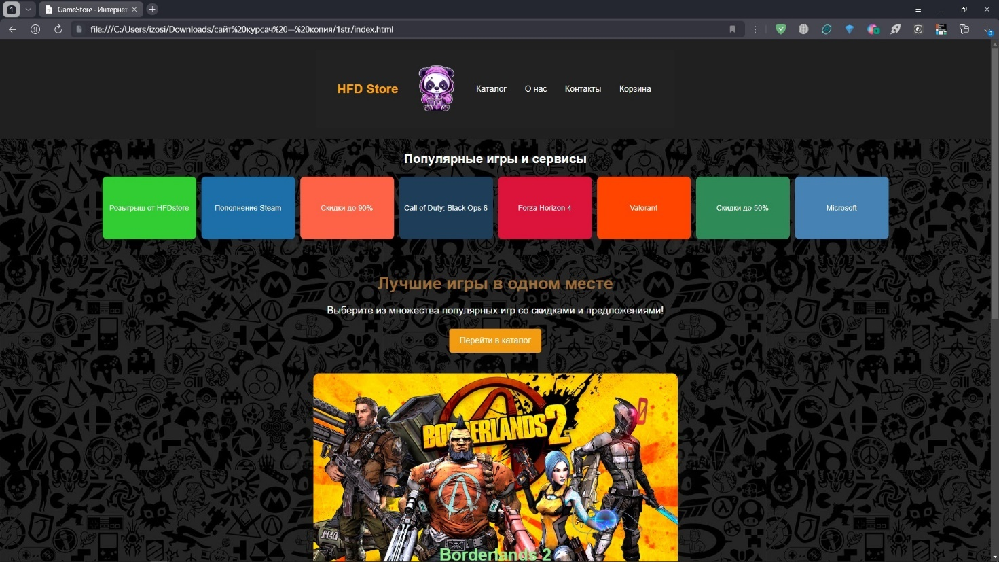 1
GameStore - Интернет
file:///C:/Users/izosi/Downloads/сайт%20курсач%20—%20копия/1str/index.html
3
HFD Store
HFD
Каталог
О нас
Контакты
Корзина
Популярные игры и сервисы
Розыгрыш от HFDstore
Пополнение Steam
Скидки до 90%
Call of Duty: Black Ops 6
Forza Horizon 4
Valorant
Скидки до 50%
Microsoft
Лучшие игры в одном месте
Выберите из множества популярных игр со скидками и предложениями!
Перейти в каталог
BORDERLANDS 2
Borderlands 2